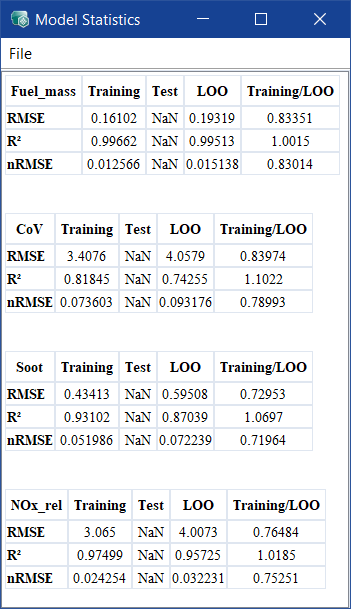 Model Statistics
File
Fuel_mass Training Test LOO Training/LOO
RMSE 0.16102 NaN 0.19319 0.83351
R² 0.99662 NaN 0.99513 1.0015
nRMSE 0.012566 NaN 0.015138 0.83014
CoV Training Test LOO Training/LOO
RMSE 3.4076 NaN 4.0579 0.83974
R² 0.81845 NaN 0.74255 1.1022
nRMSE 0.073603 NaN 0.093176 0.78993
Soot Training Test LOO Training/LOO
RMSE 0.43413 NaN 0.59508 0.72953
R² 0.93102 NaN 0.87039 1.0697
nRMSE 0.051986 NaN 0.072239 0.71964
NOx_rel Training Test LOO Training/LOO
RMSE 3.065 NaN 4.0073 0.76484
R² 0.97499 NaN 0.95725 1.0185
nRMSE 0.024254 NaN 0.032231 0.75251